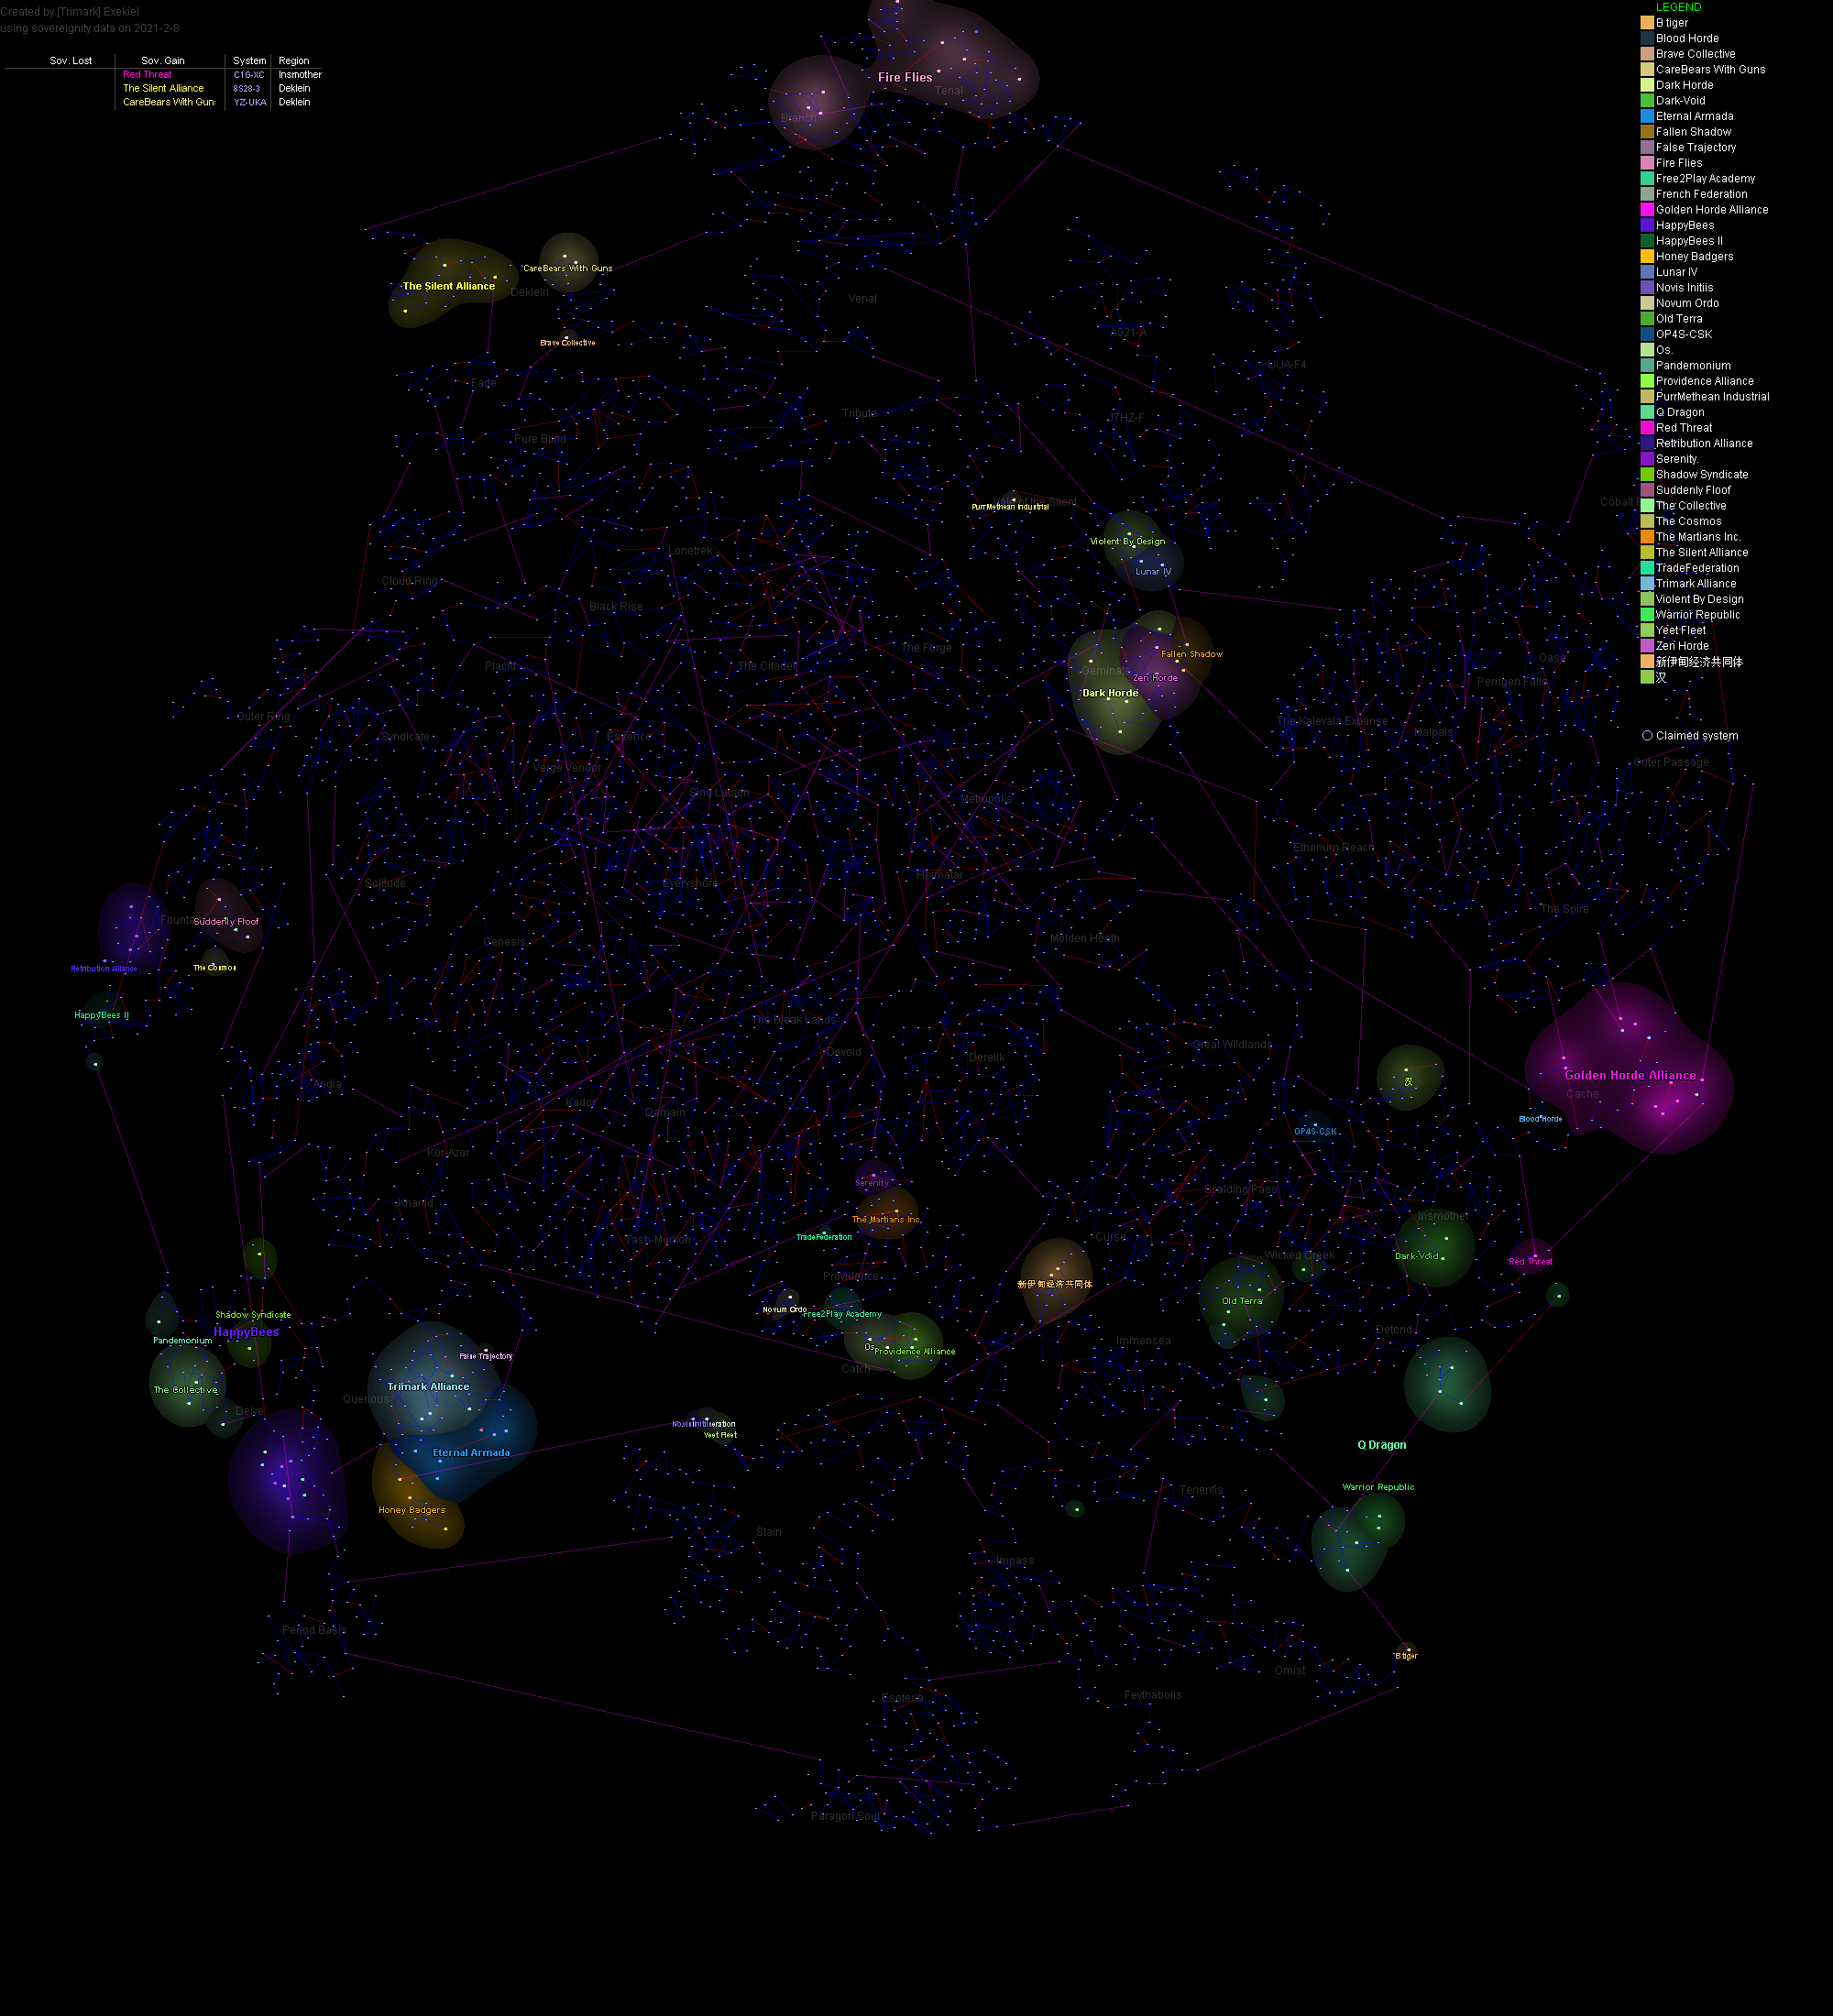 Created by [Trimark] Exekiel
using sovereignity data on 2021-2-8
Sov. Lost Sov. Gain System Region
Red Threat C1G-XC Insmother
The Silent Alliance 8S28-3 Deklein
CareBears With Gun: YZ-UKA Deklein
LEGEND
B tiger
Blood Horde
Brave Collective
CareBears With Guns
Dark Horde
Dark-Void
Eternal Armada
Fallen Shadow
False Trajectory
Fire Flies
Free2Play Academy
French Federation
Golden Horde Alliance
HappyBees
HappyBees II
Honey Badgers
Lunar IV
Novis Initiis
Novum Ordo
Old Terra
OP4S-CSK
Os.
Pandemonium
Providence Alliance
PurrMethean Industrial
Q Dragon
Red Threat
Retribution Alliance
Serenity.
Shadow Syndicate
Suddenly Floof
The Collective
The Cosmos
The Martians Inc.
The Silent Alliance
TradeFederation
Trimark Alliance
Violent By Design
Warrior Republic
Yeet Fleet
Zen Horde
新伊甸经济共同体
汉
Claimed system
Fire Flies
Tenal
Branch
The Silent Alliance
CareBears With Guns
Deklein
Venal
Brave Collective
A821-A
UUA-F4
Fade
Tribute
J7HZ-F
Pure Blind
PurrMethean Industrial
Vale of the Silent
Cobalt
Violent By Design
Lonetrek
Lunar IV
Cloud Ring
Black Rise
The Forge
Fallen Shadow
Oasa
Placid
The Citadel
Geminate
Zen Horde
Perrigen Falls
Dark Horde
Outer Ring
The Kalevala Expanse
Malpais
Syndicate
Essence
Outer Passage
Verge Vendor
Sinq Laison
Metropolis
Etherium Reach
Solitude
Everyshore
Heimatar
The Spire
Fountain
Suddenly Floof
Genesis
Molden Heath
Retribution Alliance
The Cosmos
HappyBees II
The Bleak Lands
Devoid
Derelik
Great Wildlands
Golden Horde Alliance
汉
Aridia
Cache
Kador
Domain
Blood Horde
OP4S-CSK
Kor-Azor
Serenity.
Scalding Pass
Khanid
The Martians Inc.
Insmother
TradeFederation
Tash-Murkon
Curse
Wicked Creek
Dark-Void
Red Threat
Providence
新伊甸经济共同体
Old Terra
Novum Ordo
Free2Play Academy
Shadow Syndicate
HappyBees
Detorid
Pandemonium
Immensea
Os.
Providence Alliance
False Trajectory
Catch
Trimark Alliance
The Collective
Querious
Delve
Yeet Fleet
Q Dragon
Eternal Armada
Warrior Republic
Tenerifis
Honey Badgers
Stain
Impass
Period Basis
B tiger
Omist
Esoteria
Feythabolis
Paragon Soul